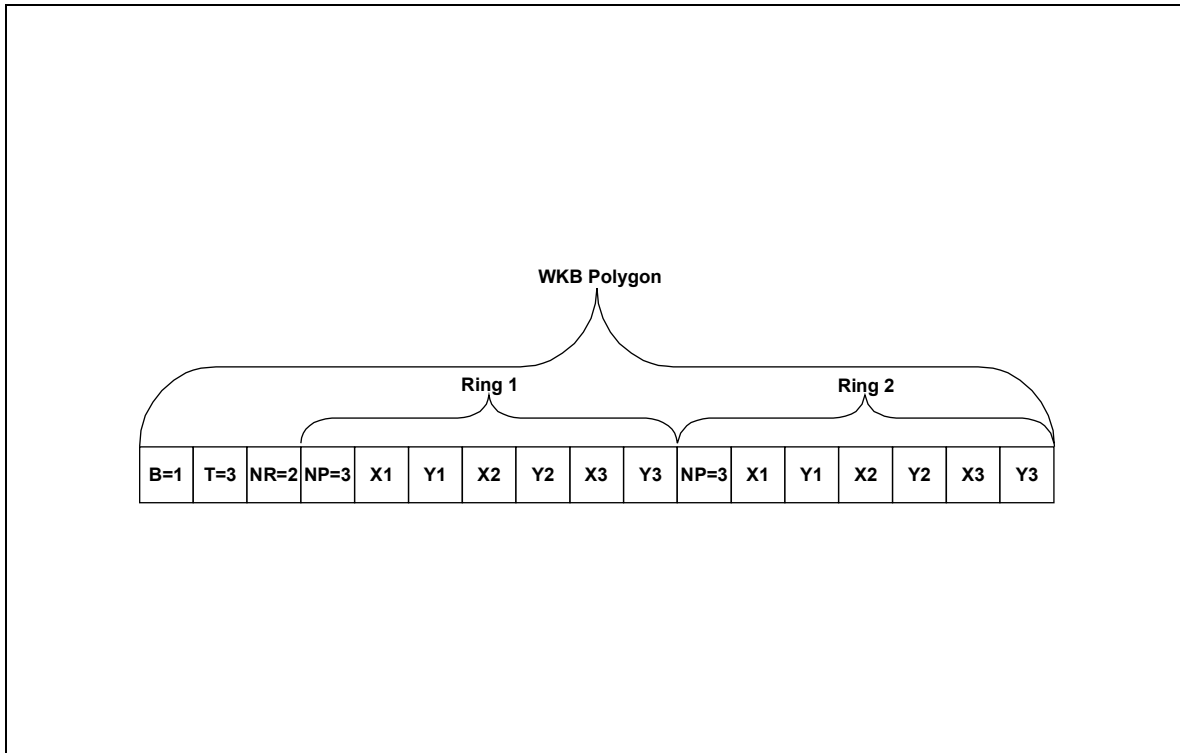 WKB Polygon
Ring 1 Ring 2
B=1 T=3 NR=2 NP=3 X1 Y1 X2 Y2 X3 Y3 NP=3 X1 Y1 X2 Y2 X3 Y3